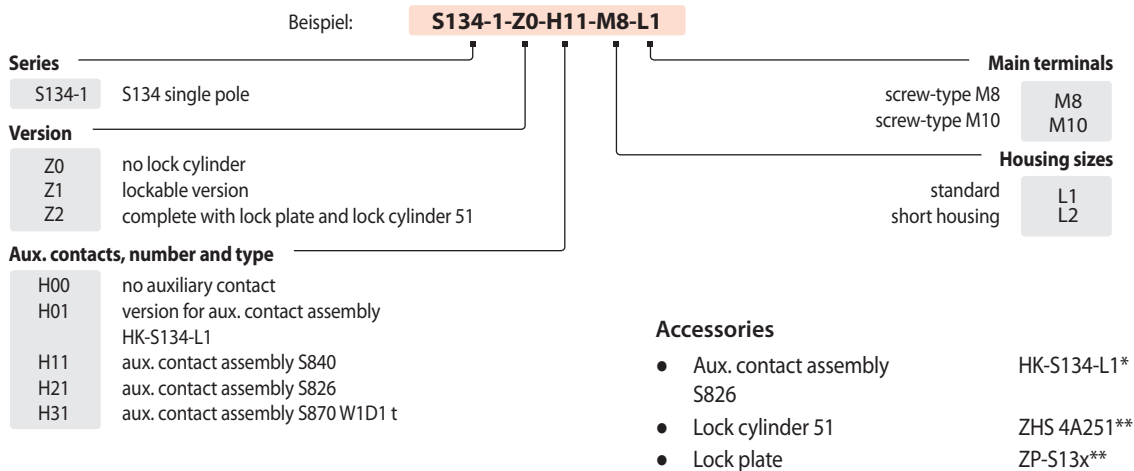 Beispiel: S134-1-Z0-H11-M8-L1
Series
S134-1 S134 single pole
Version
Z0 no lock cylinder
Z1 lockable version
Z2 complete with lock plate and lock cylinder 51
Aux. contacts, number and type
H00 no auxiliary contact
H01 version for aux. contact assembly
HK-S134-L1
H11 aux. contact assembly S840
H21 aux. contact assembly S826
H31 aux. contact assembly S870 W1D1 t
Main terminals
screw-type M8 M8
screw-type M10 M10
Housing sizes
standard L1
short housing L2
Accessories
● Aux. contact assembly HK-S134-L1*
S826
● Lock cylinder 51 ZHS 4A251**
● Lock plate ZP-S13x**